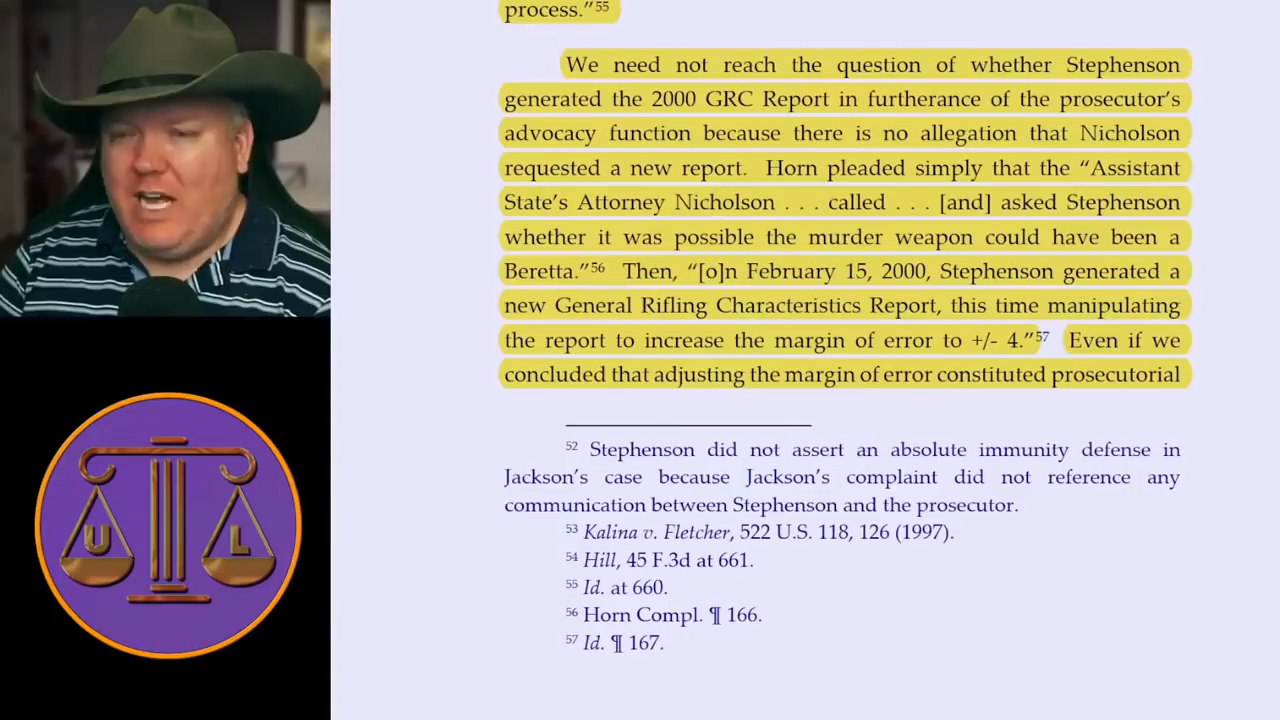 process.”55
We need not reach the question of whether Stephenson
generated the 2000 GRC Report in furtherance of the prosecutor’s
advocacy function because there is no allegation that Nicholson
requested a new report. Horn pleaded simply that the “Assistant
State’s Attorney Nicholson . . . called . . . [and] asked Stephenson
whether it was possible the murder weapon could have been a
Beretta.”56 Then, “[o]n February 15, 2000, Stephenson generated a
new General Rifling Characteristics Report, this time manipulating
the report to increase the margin of error to +/- 4.”57 Even if we
concluded that adjusting the margin of error constituted prosecutorial
52 Stephenson did not assert an absolute immunity defense in
Jackson’s case because Jackson’s complaint did not reference any
communication between Stephenson and the prosecutor.
53 Kalina v. Fletcher, 522 U.S. 118, 126 (1997).
54 Hill, 45 F.3d at 661.
55 Id. at 660.
56 Horn Compl. ¶ 166.
57 Id. ¶ 167.
U L